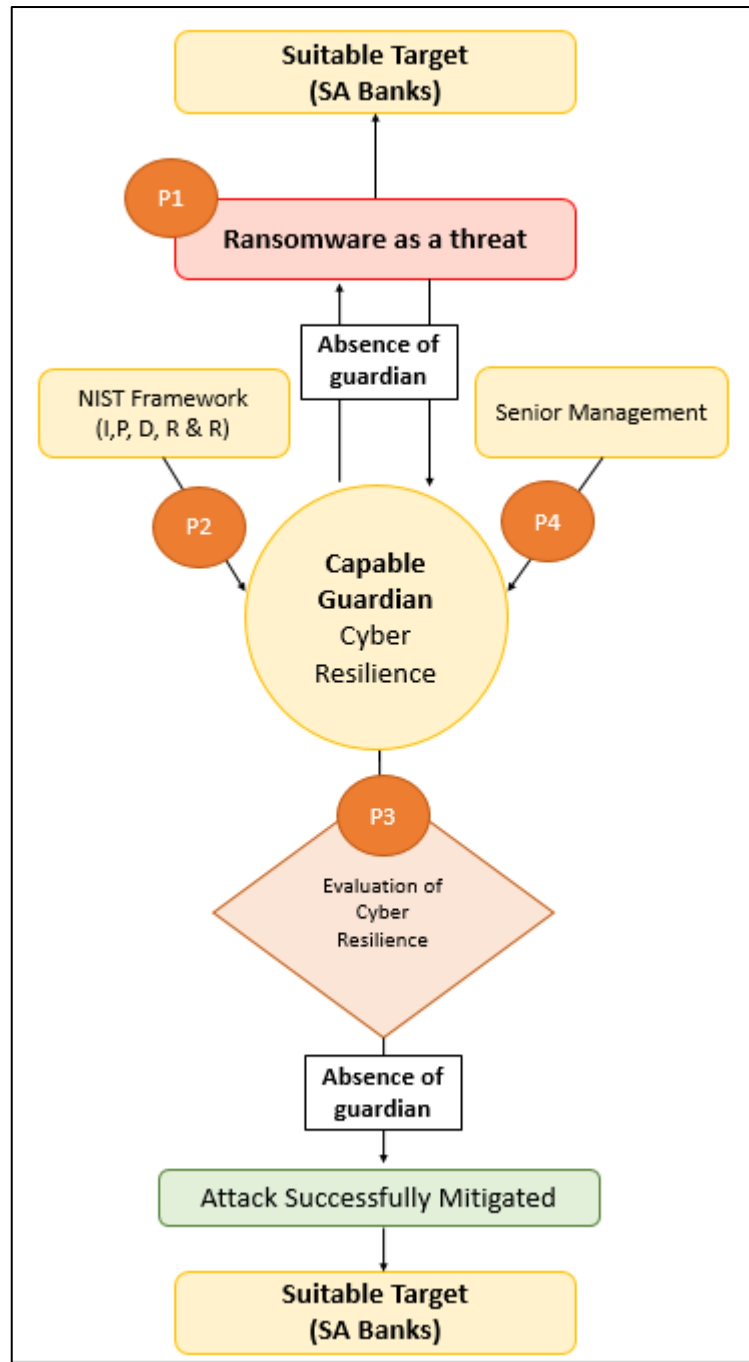 Suitable Target
(SA Banks)
P1
Ransomware as a threat
Absence of
guardian
NIST Framework
(I,P, D, R & R)
Senior Management
P2
P4
Capable
Guardian
Cyber
Resilience
P3
Evaluation of
Cyber
Resilience
Absence of
guardian
Attack Successfully Mitigated
Suitable Target
(SA Banks)